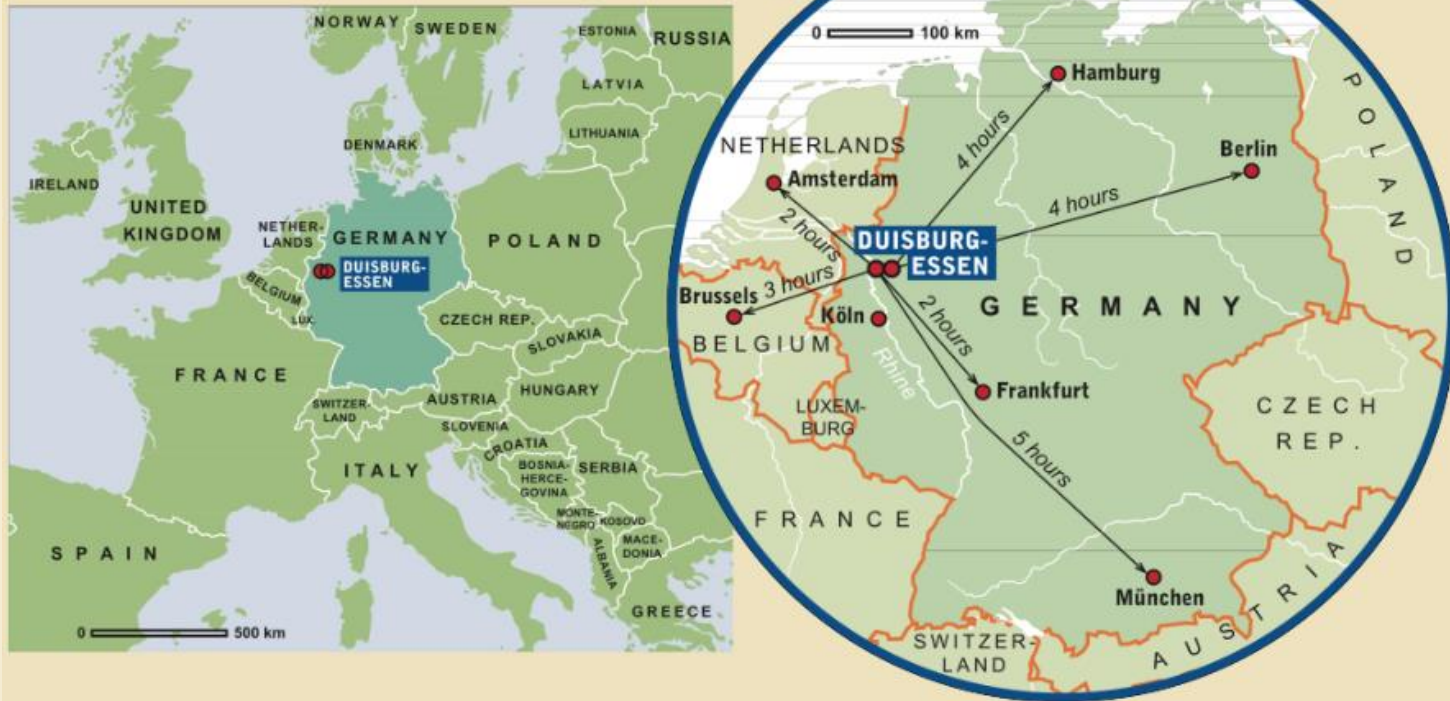 NORWAY
SWEDEN
ESTONIA
RUSSIA
LATVIA
LITHUANIA
DENMARK
IRELAND
UNITED
KINGDOM
NETHER-
LANDS
GERMANY
POLAND
DUISBURG-
ESSEN
BELGIUM
LUX.
CZECH REP.
SLOVAKIA
FRANCE
SWITZER-
LAND
AUSTRIA
HUNGARY
SLOVENIA
CROATIA
ITALY
BOSNIA-
HERCE-
GOVINA
SERBIA
MONTE-
NEGRO
KOSOVO
MACE-
DONIA
ALBANIA
SPAIN
GREECE
0 500 km
0 100 km
Hamburg
POLAND
NETHERLANDS
4 hours
Berlin
Amsterdam
4 hours
2 hours
DUISBURG-
ESSEN
3 hours
Brussels
GERMANY
Köln
2 hours
BELGIUM
Rhine
Frankfurt
LUXEM-
BURG
CZECH
REP.
5 hours
FRANCE
München
SWITZER-
LAND
AUSTRIA